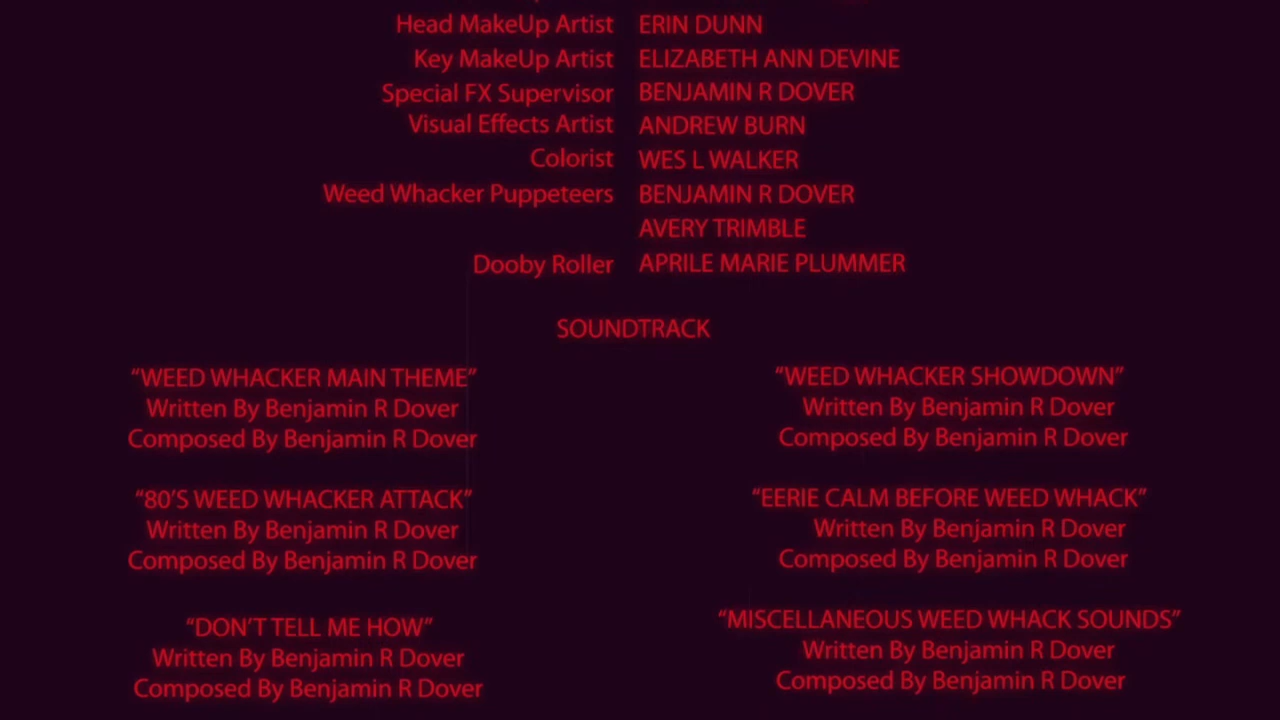 Head MakeUp Artist ERIN DUNN
Key MakeUp Artist ELIZABETH ANN DEVINE
Special FX Supervisor BENJAMIN R DOVER
Visual Effects Artist ANDREW BURN
Colorist WES L WALKER
Weed Whacker Puppeteers BENJAMIN R DOVER
AVERY TRIMBLE
Dooby Roller APRILE MARIE PLUMMER
SOUNDTRACK
“WEED WHACKER MAIN THEME”
Written By Benjamin R Dover
Composed By Benjamin R Dover
“80’S WEED WHACKER ATTACK”
Written By Benjamin R Dover
Composed By Benjamin R Dover
“DON’T TELL ME HOW”
Written By Benjamin R Dover
Composed By Benjamin R Dover
“WEED WHACKER SHOWDOWN”
Written By Benjamin R Dover
Composed By Benjamin R Dover
“EERIE CALM BEFORE WEED WHACK”
Written By Benjamin R Dover
Composed By Benjamin R Dover
“MISCELLANEOUS WEED WHACK SOUNDS”
Written By Benjamin R Dover
Composed By Benjamin R Dover